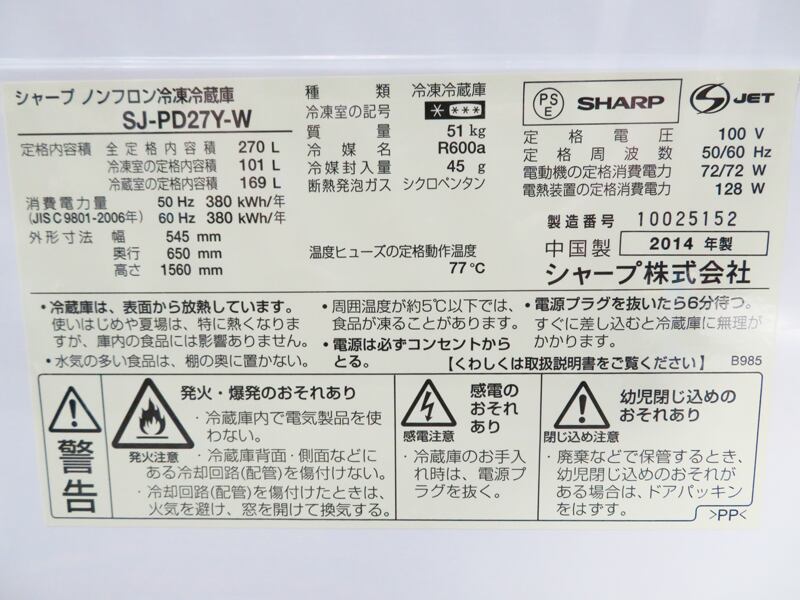 シャープ ノンフロン冷凍冷蔵庫
SJ-PD27Y-W
定格内容積 全定格内容積 270 L
冷凍室の定格内容積 101 L
冷蔵室の定格内容積 169 L
消費電力量 50 Hz 380 kWh/年
(JIS C 9801-2006年) 60 Hz 380 kWh/年
外形寸法 幅 545 mm
奥行 650 mm
高さ 1560 mm
種類 冷凍冷蔵庫
冷凍室の記号 * ***
質量 51 kg
冷媒名 R600a
冷媒封入量 45 g
断熱発泡ガス シクロペンタン
温度ヒューズの定格動作温度
77℃
PSE SHARP S JET
定格電圧 100 V
定格周波数 50/60 Hz
電動機の定格消費電力 72/72 W
電熱装置の定格消費電力 128 W
製造番号 10025152
中国製 2014 年製
シャープ株式会社
・冷蔵庫は、表面から放熱しています。
使いはじめや夏場は、特に熱くなりま
すが、庫内の食品には影響ありません。
・水気の多い食品は、棚の奥に置かない。
・周囲温度が約5℃以下では、
食品が凍ることがあります。
・電源は必ずコンセントから
とる。
・電源プラグを抜いたら6分待つ。
すぐに差し込むと冷蔵庫に無理が
かかります。
【くわしくは取扱説明書をご覧ください】 B985
警告
発火・爆発のおそれあり
発火注意
・冷蔵庫内で電気製品を使
わない。
・冷蔵庫背面・側面などに
ある冷却回路(配管)を傷付けない。
・冷却回路(配管)を傷付けたときは、
火気を避け、窓を開けて換気する。
感電の
おそれ
あり
感電注意
・冷蔵庫のお手入
れ時は、電源プ
ラグを抜く。
幼児閉じ込めの
おそれあり
閉じ込め注意
・廃棄などで保管するとき、
幼児閉じ込めのおそれが
ある場合は、ドアパッキン
をはずす。
>PP<